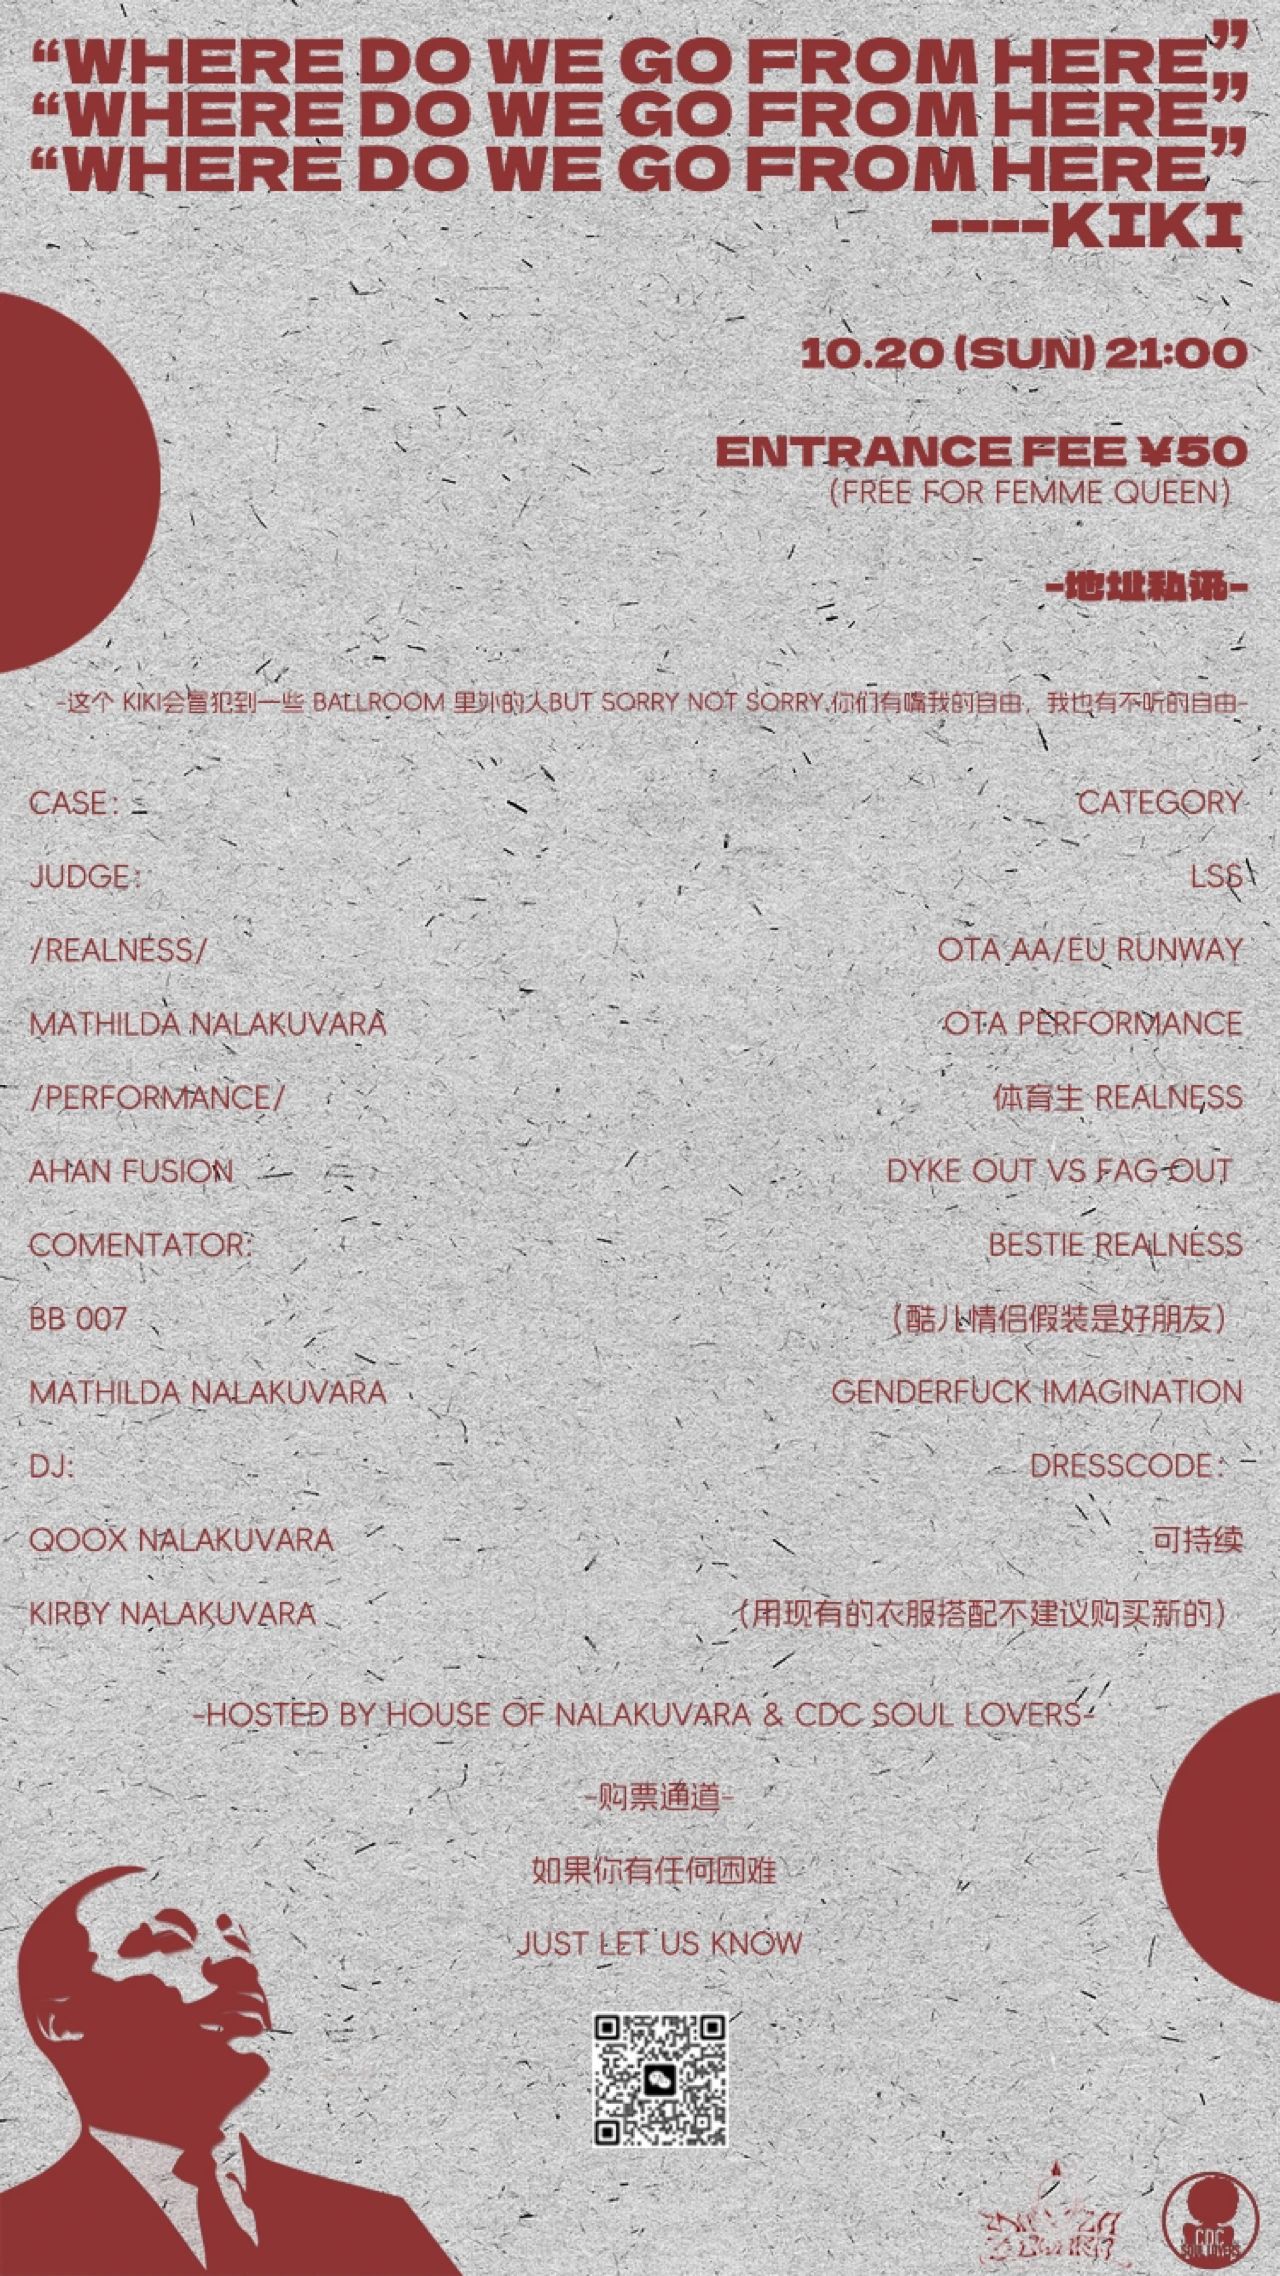 “WHERE DO WE GO FROM HERE”
“WHERE DO WE GO FROM HERE”
“WHERE DO WE GO FROM HERE”
----KIKI
10.20 (SUN) 21:00
ENTRANCE FEE ¥50
(FREE FOR FEMME QUEEN)
-地址私讯-
-这个 KIKI会冒犯到一些 BALLROOM 里外的人BUT SORRY NOT SORRY,你们有嘴我的自由，我也有不听的自由-
CASE：
JUDGE：
/REALNESS/
MATHILDA NALAKUVARA
/PERFORMANCE/
AHAN FUSION
COMENTATOR:
BB 007
MATHILDA NALAKUVARA
DJ:
QOOX NALAKUVARA
KIRBY NALAKUVARA
CATEGORY
LSS
OTA AA/EU RUNWAY
OTA PERFORMANCE
体育生 REALNESS
DYKE OUT VS FAG OUT
BESTIE REALNESS
（酷儿情侣假装是好朋友）
GENDERFUCK IMAGINATION
DRESSCODE：
可持续
（用现有的衣服搭配不建议购买新的）
-HOSTED BY HOUSE OF NALAKUVARA & CDC SOUL LOVERS-
-购票通道-
如果你有任何困难
JUST LET US KNOW
CDC
SOUL LOVERS